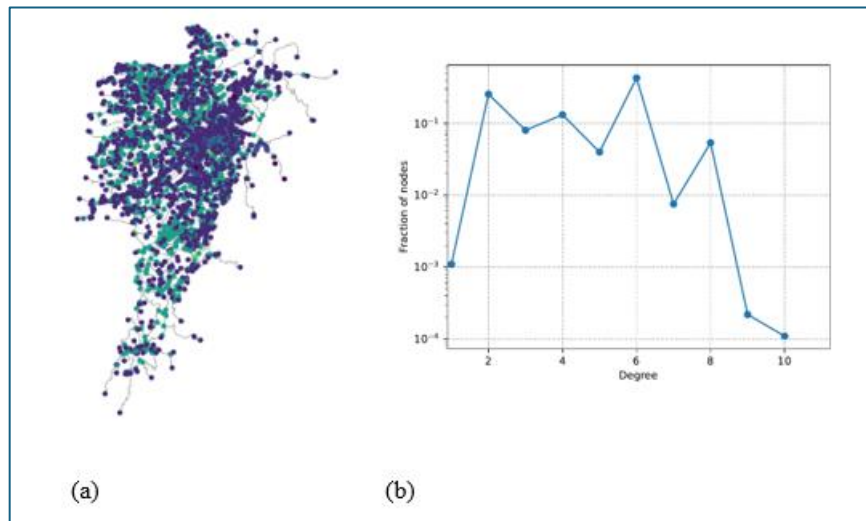 10⁻¹
10⁻²
10⁻³
10⁻⁴
Fraction of nodes
2 4 6 8 10
Degree
(a) (b)